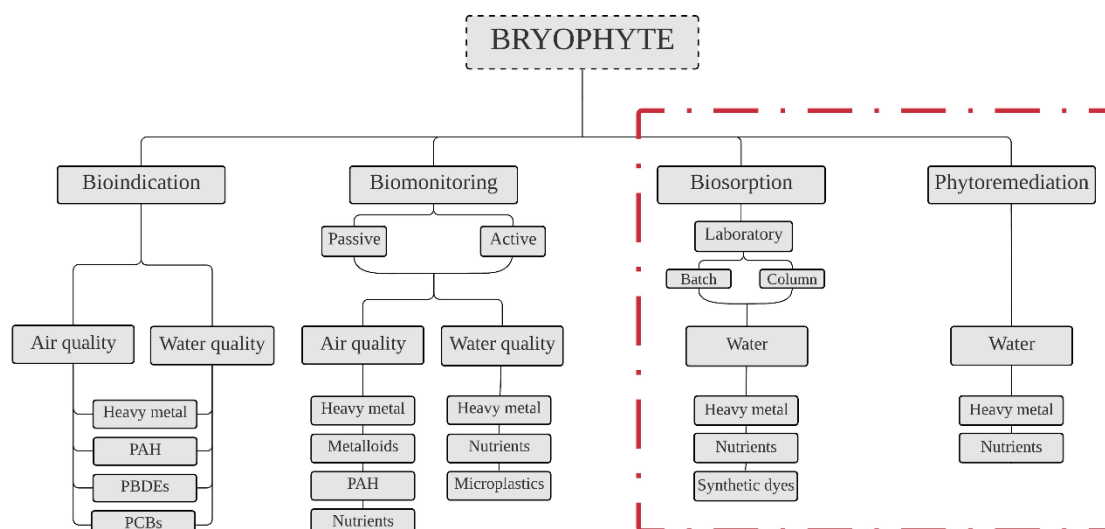 BRYOPHYTE
Bioindication
Biomonitoring
Biosorption
Phytoremediation
Passive
Active
Laboratory
Batch
Column
Air quality
Water quality
Air quality
Water quality
Water
Water
Heavy metal
PAH
PBDEs
PCBs
Heavy metal
Metalloids
PAH
Nutrients
Heavy metal
Nutrients
Microplastics
Heavy metal
Nutrients
Synthetic dyes
Heavy metal
Nutrients